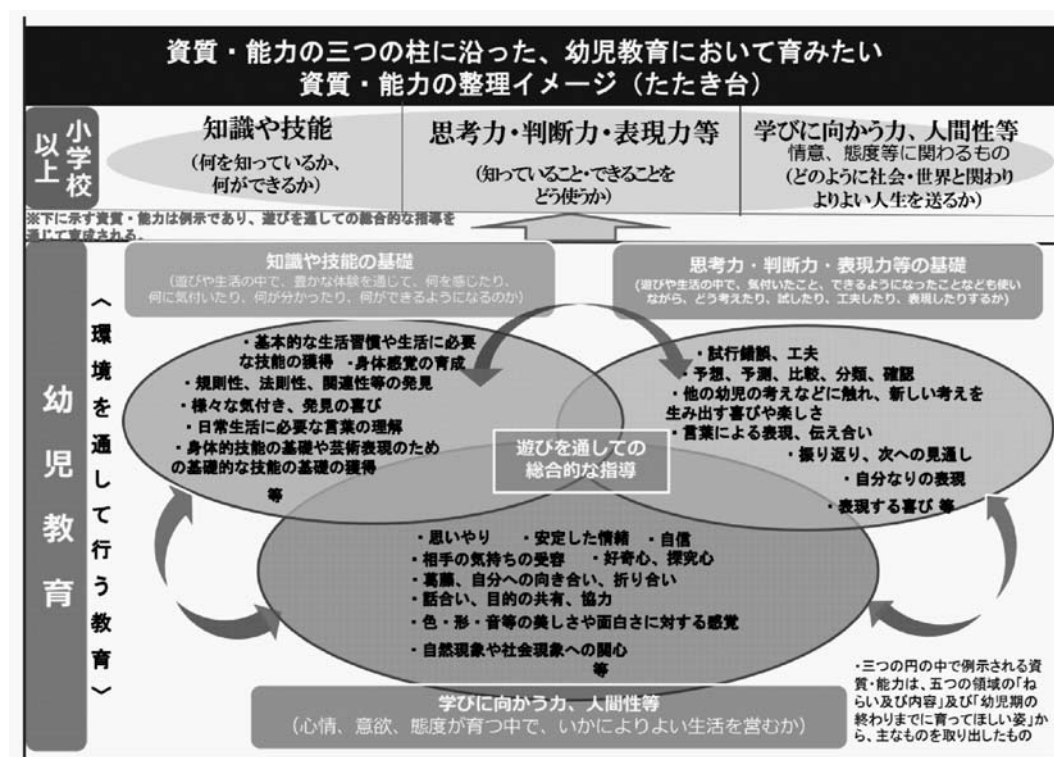 資質・能力の三つの柱に沿った、幼児教育において育みたい
資質・能力の整理イメージ（たたき台）
小学校
以上
知識や技能
（何を知っているか、
何ができるか）
思考力・判断力・表現力等
（知っていること・できることを
どう使うか）
学びに向かう力、人間性等
情意、態度等に関わるもの
（どのように社会・世界と関わり
よりよい人生を送るか）
※下に示す資質・能力は例示であり、遊びを通しての総合的な指導を
通じて育成される。
幼児教育
〈環境を通して行う教育〉
知識や技能の基礎
（遊びや生活の中で、豊かな体験を通じて、何を感じたり、
何に気付いたり、何が分かったり、何ができるようになるのか）
思考力・判断力・表現力等の基礎
（遊びや生活の中で、気付いたこと、できるようになったことなども使い
ながら、どう考えたり、試したり、工夫したり、表現したりするか）
・基本的な生活習慣や生活に必要
な技能の獲得　・身体感覚の育成
・規則性、法則性、関連性等の発見
・様々な気付き、発見の喜び
・日常生活に必要な言葉の理解
・身体的技能の基礎や芸術表現のため
の基礎的な技能の基礎の獲得
等
・試行錯誤、工夫
・予想、予測、比較、分類、確認
・他の幼児の考えなどに触れ、新しい考えを
生み出す喜びや楽しさ
・言葉による表現、伝え合い
・振り返り、次への見通し
・自分なりの表現
・表現する喜び 等
遊びを通しての
総合的な指導
・思いやり　・安定した情緒　・自信
・相手の気持ちの受容　・好奇心、探究心
・葛藤、自分への向き合い、折り合い
・話合い、目的の共有、協力
・色・形・音等の美しさや面白さに対する感覚
・自然現象や社会現象への関心
等
学びに向かう力、人間性等
（心情、意欲、態度が育つ中で、いかによりよい生活を営むか）
・三つの円の中で例示される
資質・能力は、五つの領域の「ね
らい及び内容」及び「幼児期の
終わりまでに育ってほしい姿」か
ら、主なものを取り出したもの